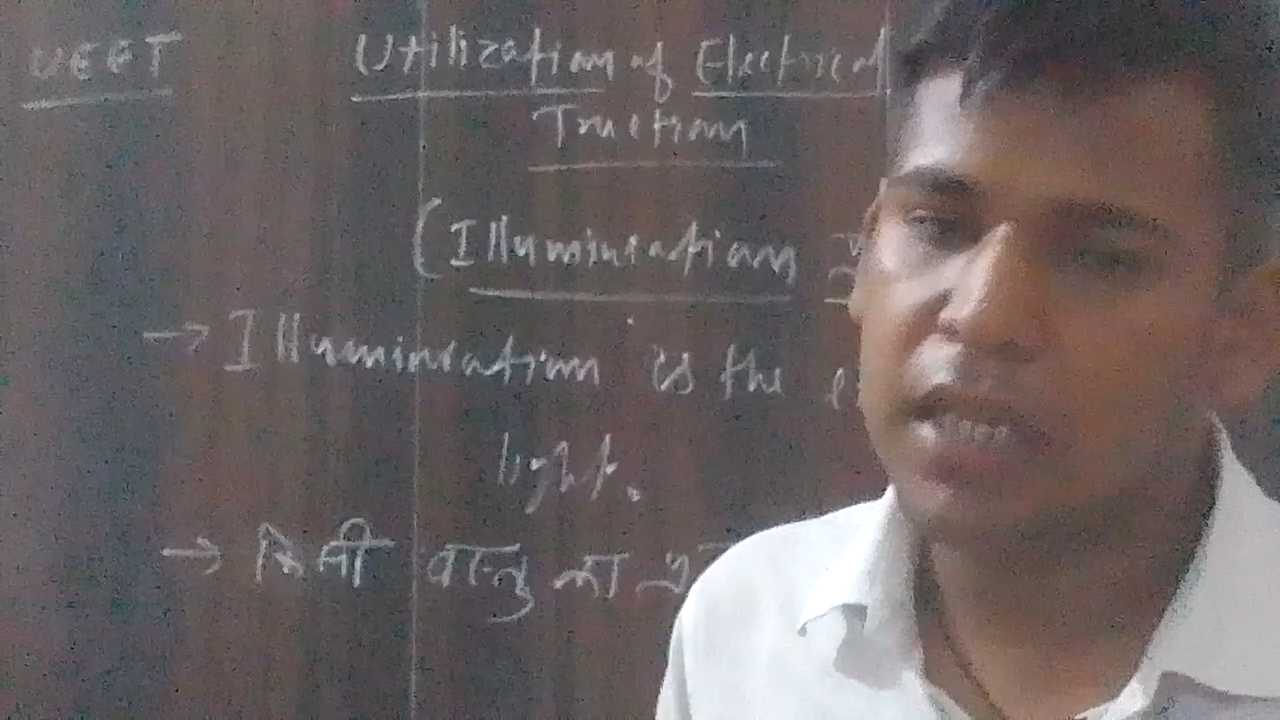 UEET
Utilization of Electrical
Traction
(Illumination
→ Illumination is the
light.
→ किसी वस्तु का